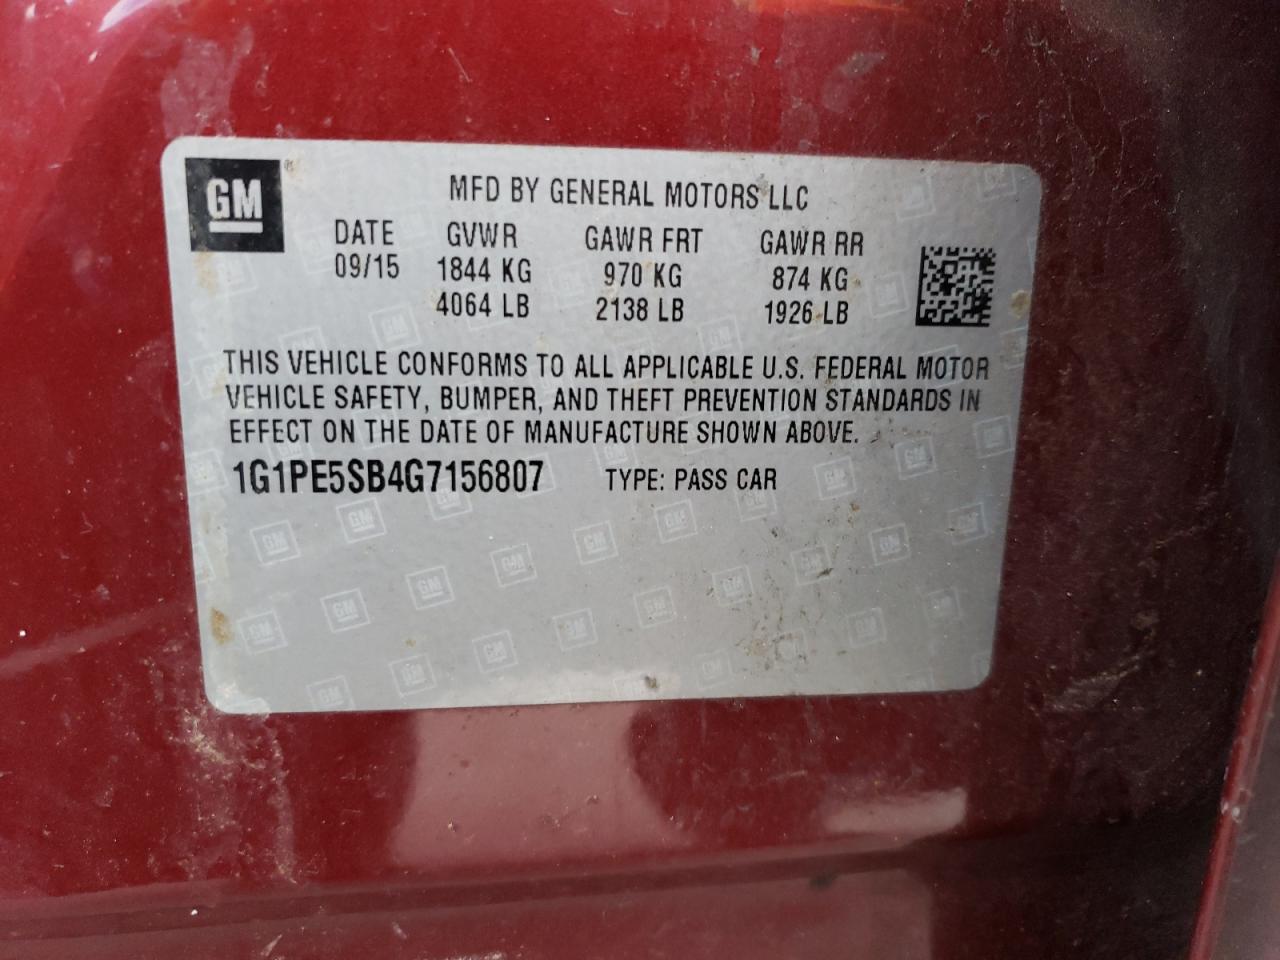 GM
MFD BY GENERAL MOTORS LLC
DATE GVWR GAWR FRT GAWR RR
09/15 1844 KG 970 KG 874 KG
4064 LB 2138 LB 1926 LB
THIS VEHICLE CONFORMS TO ALL APPLICABLE U.S. FEDERAL MOTOR
VEHICLE SAFETY, BUMPER, AND THEFT PREVENTION STANDARDS IN
EFFECT ON THE DATE OF MANUFACTURE SHOWN ABOVE.
1G1PE5SB4G7156807 TYPE: PASS CAR